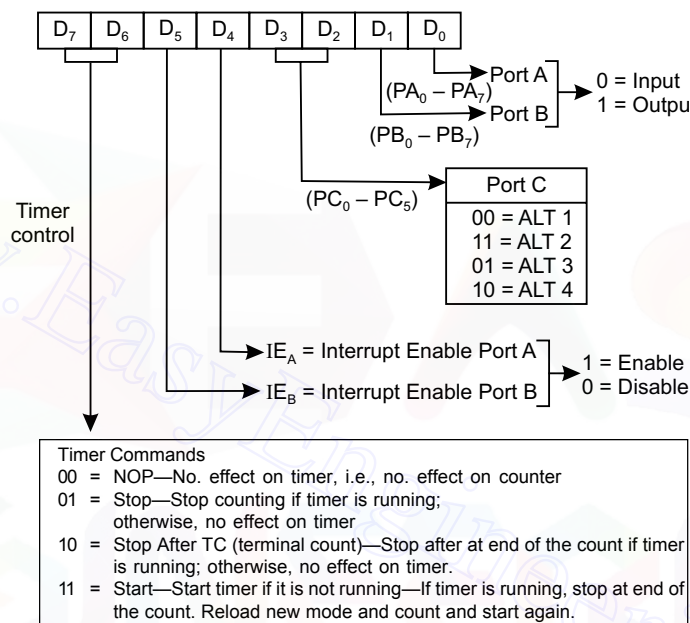 D7 D6 D5 D4 D3 D2 D1 D0
Port A
(PA0 – PA7)
Port B
(PB0 – PB7)
0 = Input
1 = Outpu
(PC0 – PC5)
Port C
00 = ALT 1
11 = ALT 2
01 = ALT 3
10 = ALT 4
Timer
control
IEA = Interrupt Enable Port A
IEB = Interrupt Enable Port B
1 = Enable
0 = Disable
Timer Commands
00 = NOP—No. effect on timer, i.e., no. effect on counter
01 = Stop—Stop counting if timer is running;
otherwise, no effect on timer
10 = Stop After TC (terminal count)—Stop after at end of the count if timer
is running; otherwise, no effect on timer.
11 = Start—Start timer if it is not running—If timer is running, stop at end of
the count. Reload new mode and count and start again.